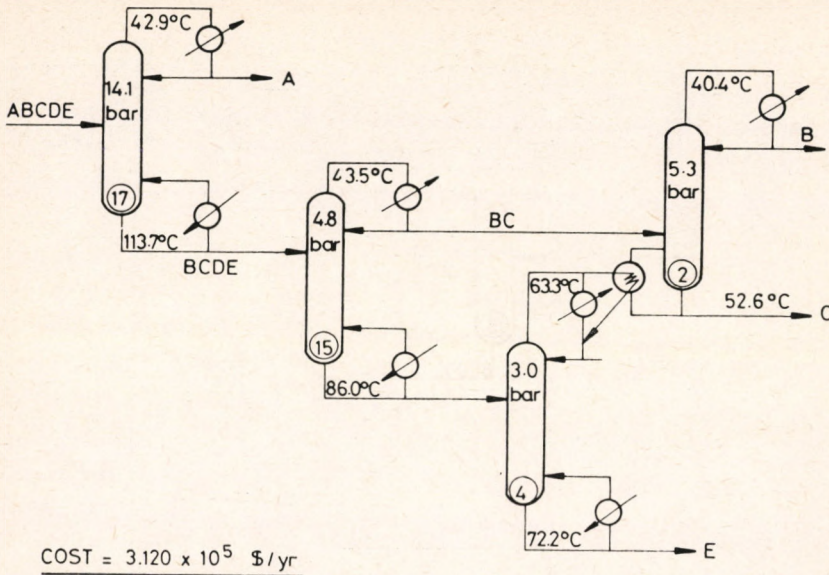 42.9°C
A
14.1
bar
ABCDE
17
113.7°C
BCDE
43.5°C
4.8
bar
BC
15
86.0°C
40.4°C
B
5.3
bar
2
52.6°C
C
63.3°C
3.0
bar
4
72.2°C
E
COST = 3.120 x 10⁵ $/yr